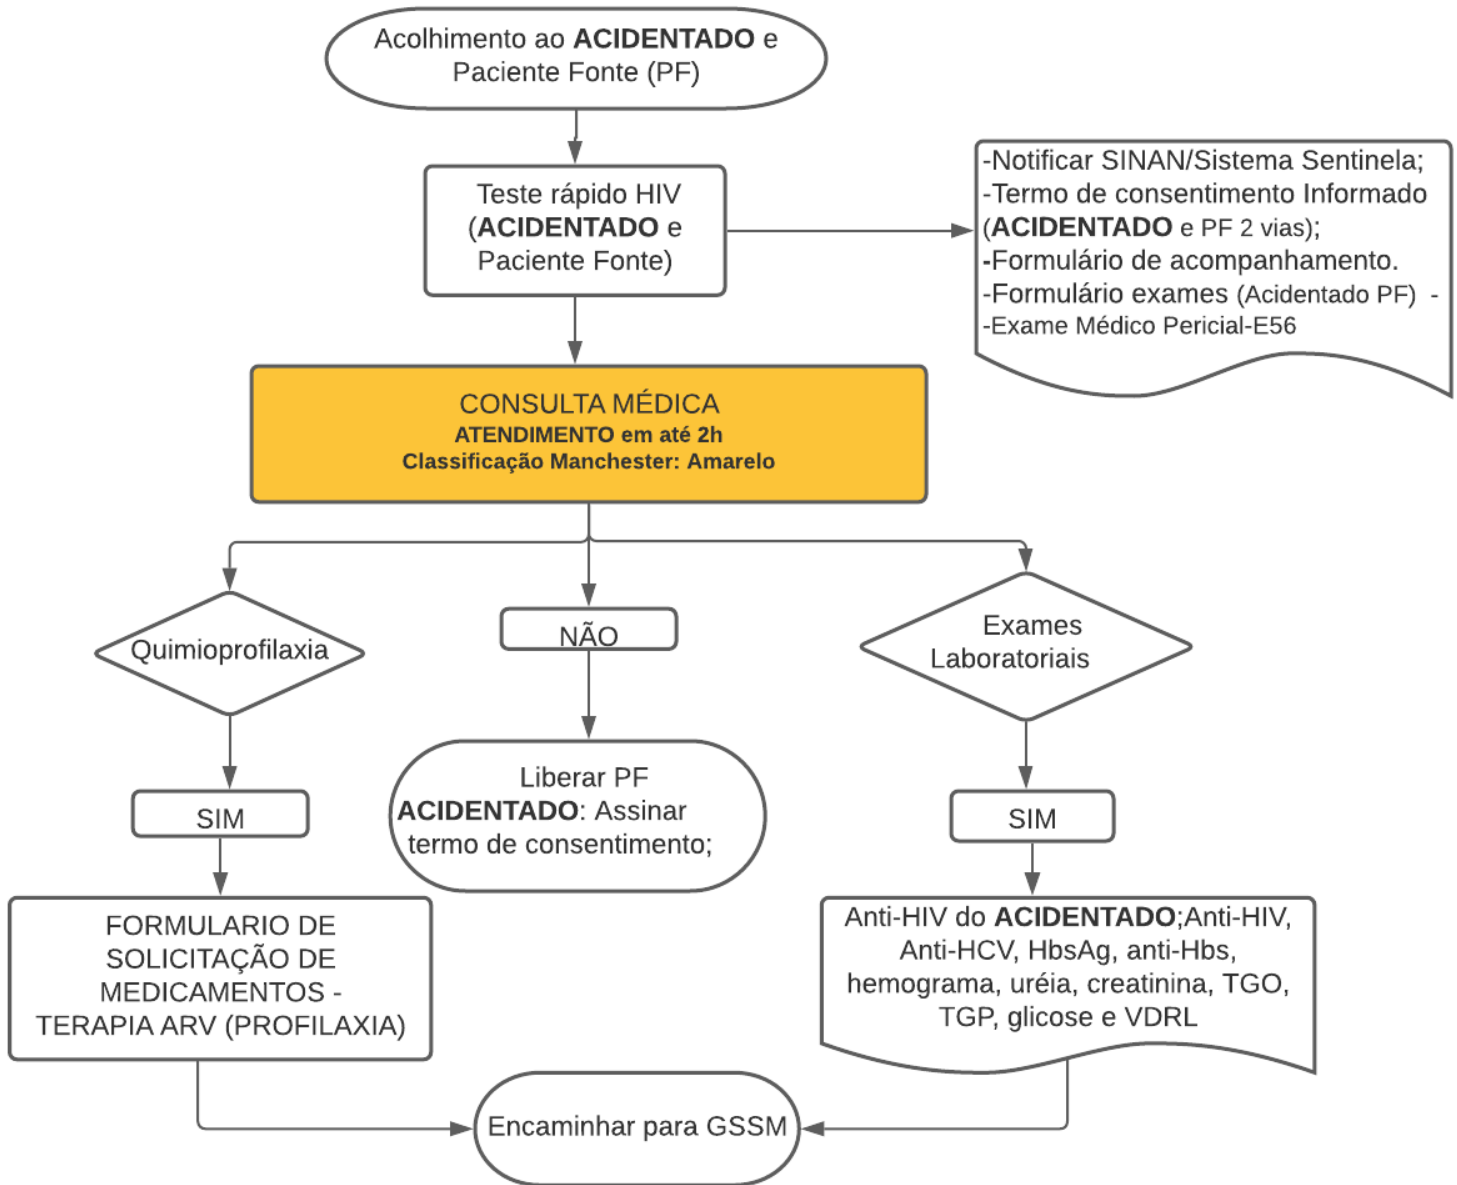 Acolhimento ao ACIDENTADO e
Paciente Fonte (PF)
Teste rápido HIV
(ACIDENTADO e
Paciente Fonte)
-Notificar SINAN/Sistema Sentinela;
-Termo de consentimento Informado
(ACIDENTADO e PF 2 vias);
-Formulário de acompanhamento.
-Formulário exames (Acidentado PF) -
-Exame Médico Pericial-E56
CONSULTA MÉDICA
ATENDIMENTO em até 2h
Classificação Manchester: Amarelo
Quimioprofilaxia
NÃO
Exames
Laboratoriais
SIM
Liberar PF
ACIDENTADO: Assinar
termo de consentimento;
SIM
FORMULARIO DE
SOLICITAÇÃO DE
MEDICAMENTOS -
TERAPIA ARV (PROFILAXIA)
Anti-HIV do ACIDENTADO;Anti-HIV,
Anti-HCV, HbsAg, anti-Hbs,
hemograma, uréia, creatinina, TGO,
TGP, glicose e VDRL
Encaminhar para GSSM